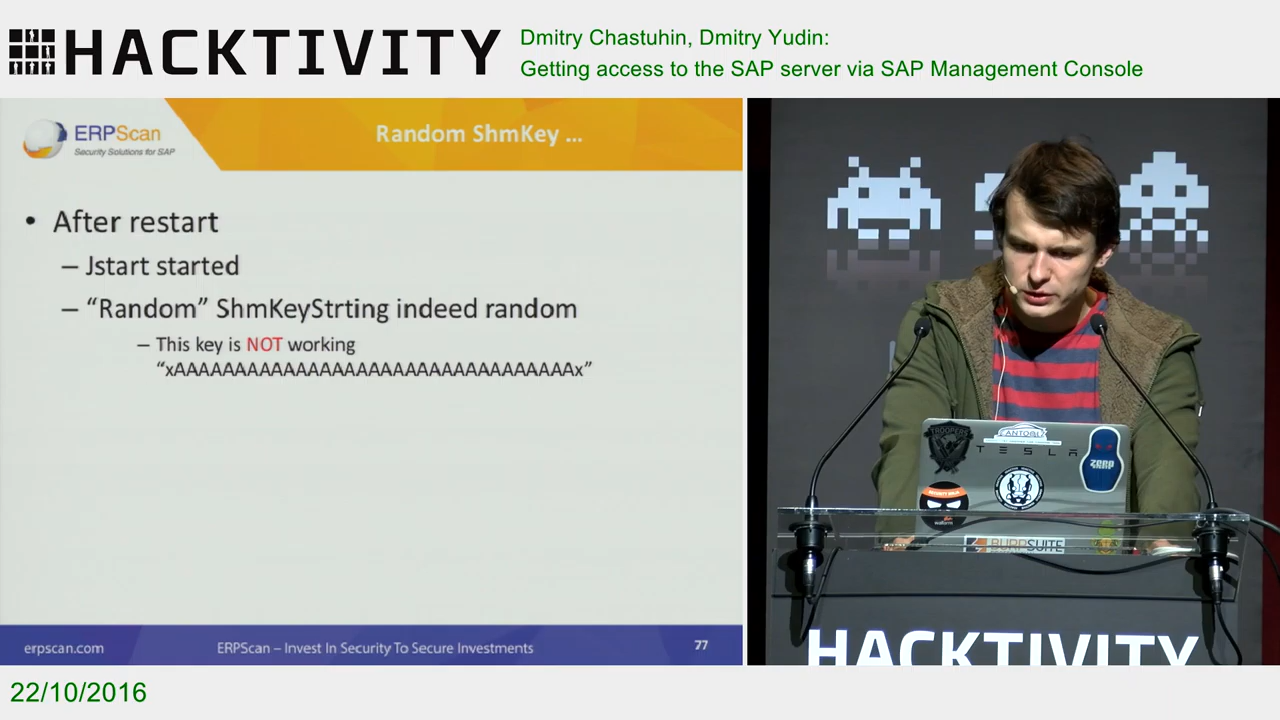 HACKTIVITY
Dmitry Chastuhin, Dmitry Yudin:
Getting access to the SAP server via SAP Management Console
ERPScan
Security Solutions for SAP
Random ShmKey ...
• After restart
– Jstart started
– “Random” ShmKeyStrting indeed random
– This key is NOT working
“xAAAAAAAAAAAAAAAAAAAAAAAAAAAAAAAAAx”
erpscan.com
ERPScan – Invest In Security To Secure Investments
77
TROOPERS
TESLA
ZERO
BURPSUITE
HACKTIVITY
22/10/2016